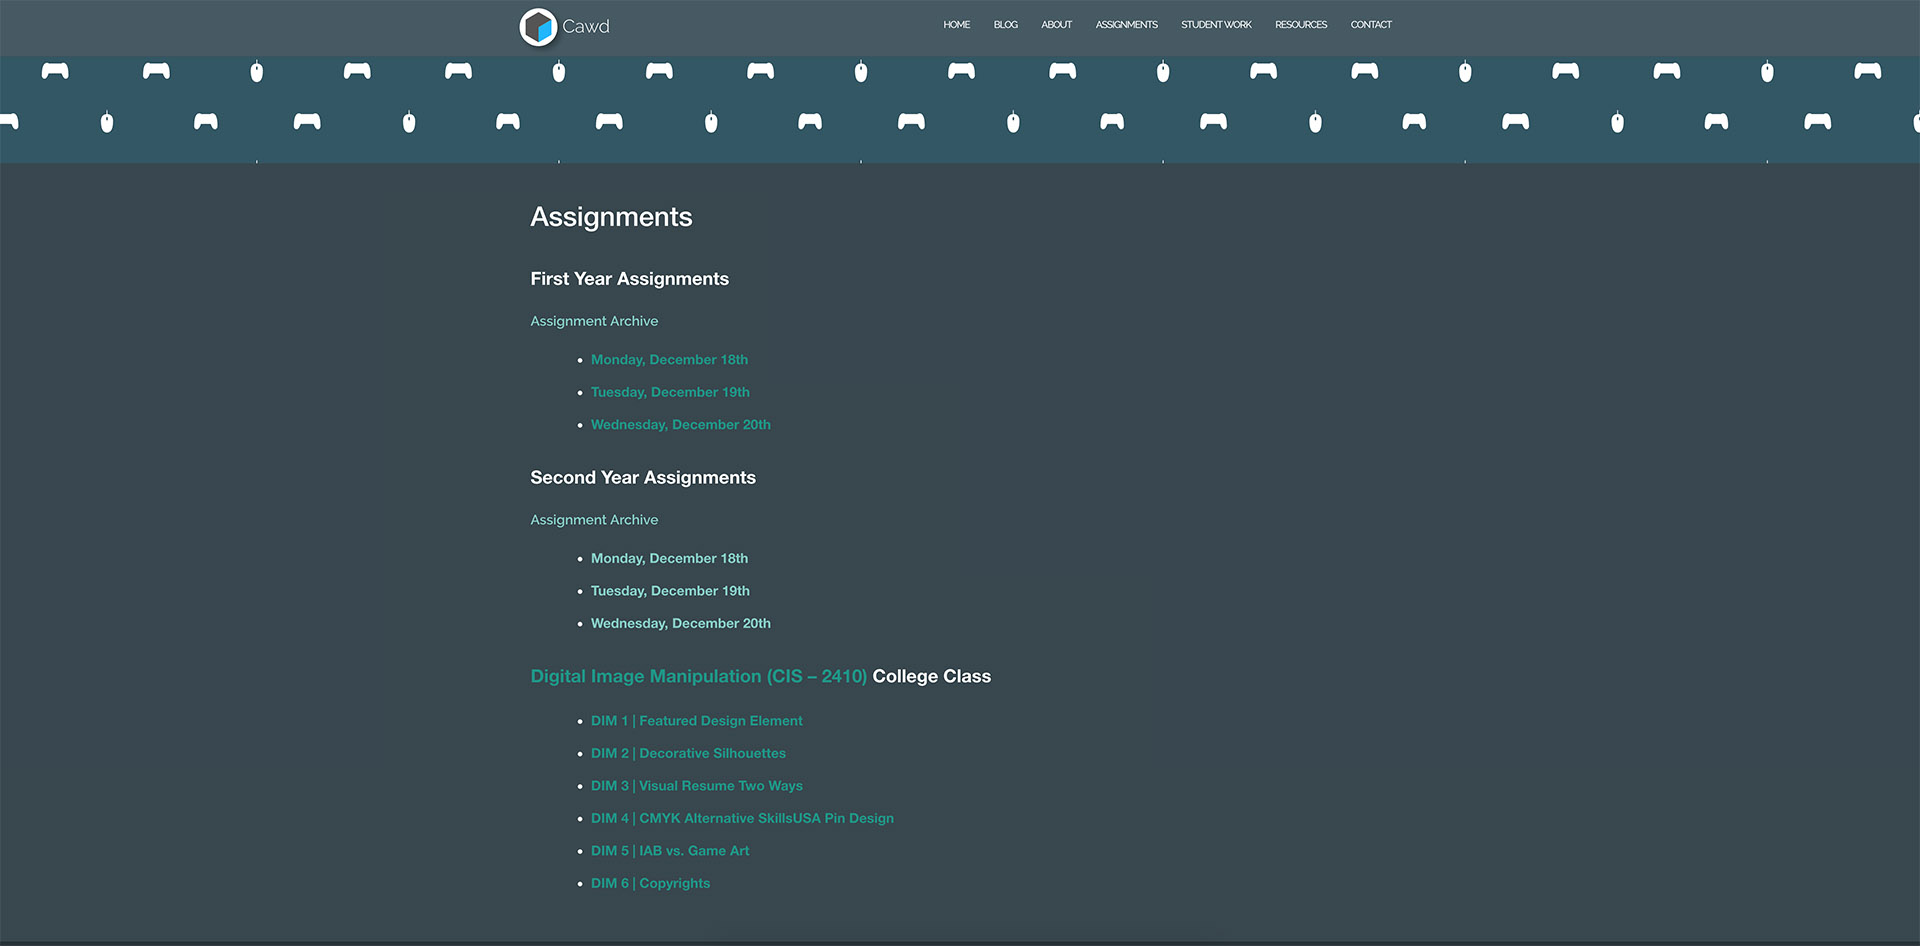 Cawd
HOME BLOG ABOUT ASSIGNMENTS STUDENT WORK RESOURCES CONTACT
Assignments
First Year Assignments
Assignment Archive
Monday, December 18th
Tuesday, December 19th
Wednesday, December 20th
Second Year Assignments
Assignment Archive
Monday, December 18th
Tuesday, December 19th
Wednesday, December 20th
Digital Image Manipulation (CIS – 2410) College Class
DIM 1 | Featured Design Element
DIM 2 | Decorative Silhouettes
DIM 3 | Visual Resume Two Ways
DIM 4 | CMYK Alternative SkillsUSA Pin Design
DIM 5 | IAB vs. Game Art
DIM 6 | Copyrights